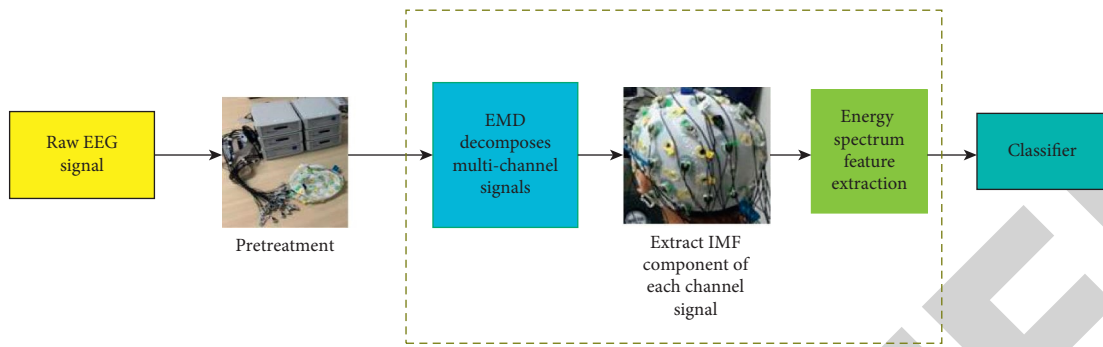 Raw EEG
signal
Pretreatment
EMD
decomposes
multi-channel
signals
Extract IMF
component of
each channel
signal
Energy
spectrum
feature
extraction
Classifier